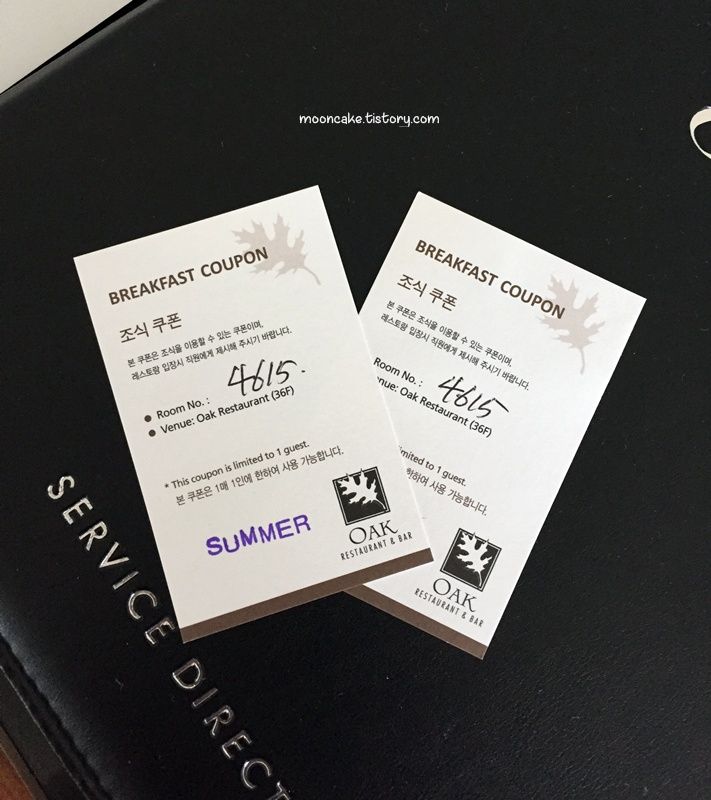 mooncake.tistory.com
BREAKFAST COUPON
조식 쿠폰
본 쿠폰은 조식을 이용할 수 있는 쿠폰이며,
레스토랑 입장시 직원에게 제시해 주시기 바랍니다.
● Room No. : 4615.
● Venue: Oak Restaurant (36F)
* This coupon is limited to 1 guest.
본 쿠폰은 1매 1인에 한하여 사용 가능합니다.
SUMMER
OAK
RESTAURANT & BAR
BREAKFAST COUPON
조식 쿠폰
본 쿠폰은 조식을 이용할 수 있는 쿠폰이며,
레스토랑 입장시 직원에게 제시해 주시기 바랍니다.
Room No. : 4615
Oak Restaurant (36F)
limited to 1 guest.
사용 가능합니다.
OAK
RESTAURANT & BAR
SERVICE DIRECT